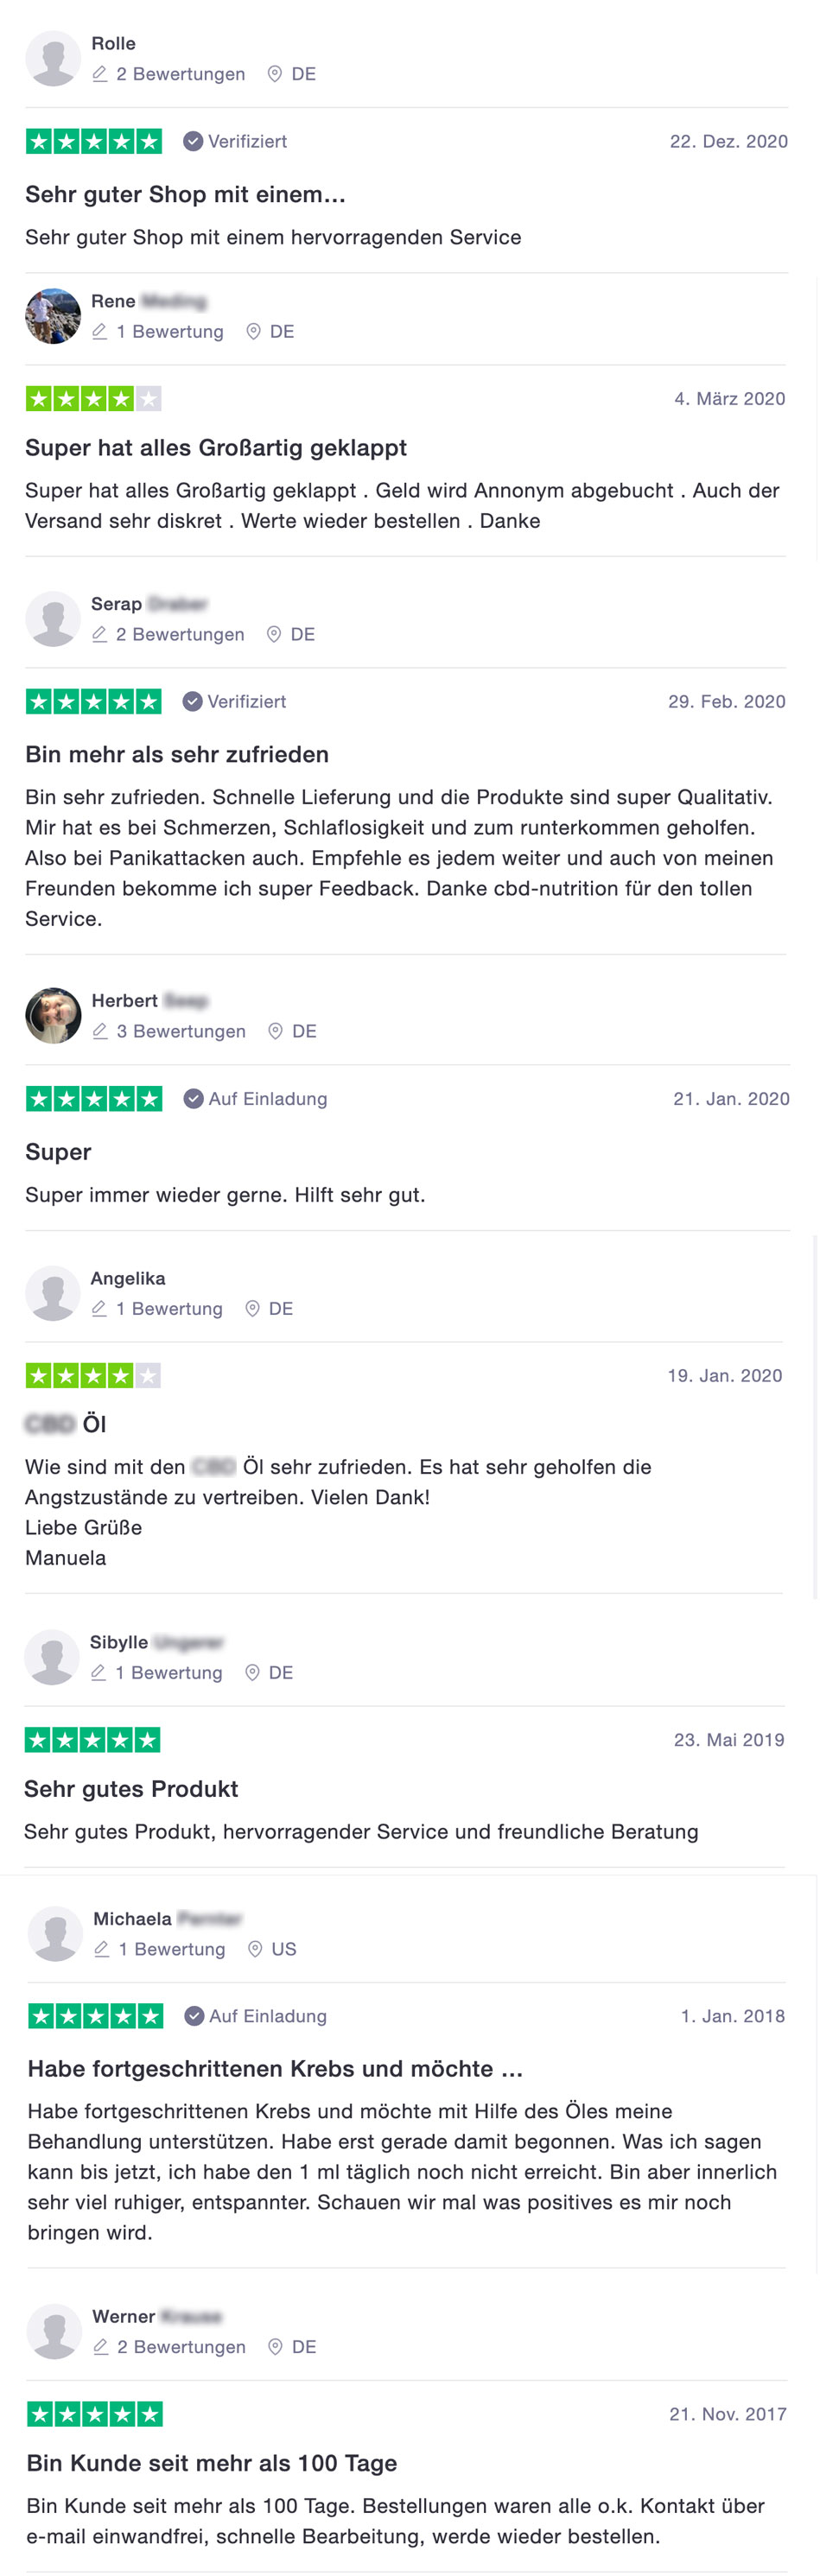 Rolle
2 Bewertungen DE
Verifiziert 22. Dez. 2020
Sehr guter Shop mit einem...
Sehr guter Shop mit einem hervorragenden Service
Rene
1 Bewertung DE
4. März 2020
Super hat alles Großartig geklappt
Super hat alles Großartig geklappt . Geld wird Annonym abgebucht . Auch der
Versand sehr diskret . Werte wieder bestellen . Danke
Serap
2 Bewertungen DE
Verifiziert 29. Feb. 2020
Bin mehr als sehr zufrieden
Bin sehr zufrieden. Schnelle Lieferung und die Produkte sind super Qualitativ.
Mir hat es bei Schmerzen, Schlaflosigkeit und zum runterkommen geholfen.
Also bei Panikattacken auch. Empfehle es jedem weiter und auch von meinen
Freunden bekomme ich super Feedback. Danke cbd-nutrition für den tollen
Service.
Herbert
3 Bewertungen DE
Auf Einladung 21. Jan. 2020
Super
Super immer wieder gerne. Hilft sehr gut.
Angelika
1 Bewertung DE
19. Jan. 2020
Öl
Wie sind mit den Öl sehr zufrieden. Es hat sehr geholfen die
Angstzustände zu vertreiben. Vielen Dank!
Liebe Grüße
Manuela
Sibylle
1 Bewertung DE
23. Mai 2019
Sehr gutes Produkt
Sehr gutes Produkt, hervorragender Service und freundliche Beratung
Michaela
1 Bewertung US
Auf Einladung 1. Jan. 2018
Habe fortgeschrittenen Krebs und möchte ...
Habe fortgeschrittenen Krebs und möchte mit Hilfe des Öles meine
Behandlung unterstützen. Habe erst gerade damit begonnen. Was ich sagen
kann bis jetzt, ich habe den 1 ml täglich noch nicht erreicht. Bin aber innerlich
sehr viel ruhiger, entspannter. Schauen wir mal was positives es mir noch
bringen wird.
Werner
2 Bewertungen DE
21. Nov. 2017
Bin Kunde seit mehr als 100 Tage
Bin Kunde seit mehr als 100 Tage. Bestellungen waren alle o.k. Kontakt über
e-mail einwandfrei, schnelle Bearbeitung, werde wieder bestellen.